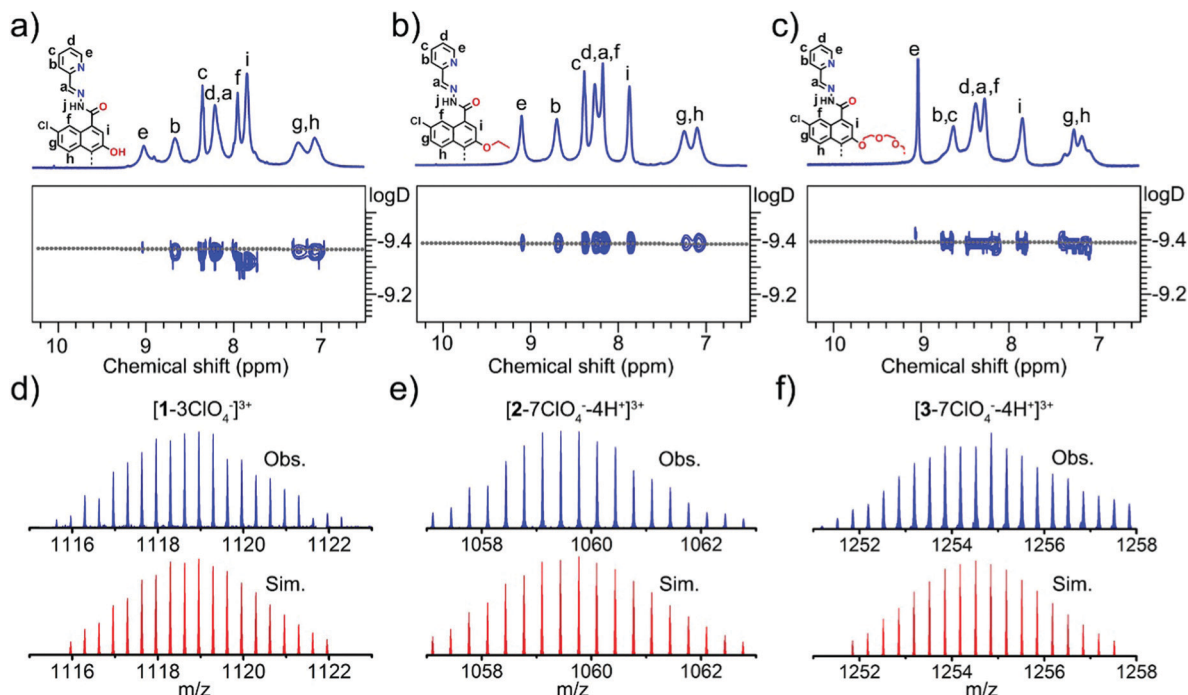 a)
d
c
e
b
N
a
N
j
HN
O
f
Cl
i
g
h
OH
e
b
c
d,a
f
i
g,h
logD
-9.4
-9.2
10
9
8
7
Chemical shift (ppm)
b)
d
c
e
b
N
a
N
j
HN
O
f
Cl
i
g
h
O
e
b
c
d,a,f
i
g,h
logD
-9.4
-9.2
10
9
8
7
Chemical shift (ppm)
c)
d
c
e
b
N
a
N
j
HN
O
f
Cl
i
g
h
O
O
O
e
b,c
d,a,f
i
g,h
logD
-9.4
-9.2
10
9
8
7
Chemical shift (ppm)
d)
[1-3ClO₄⁻]³⁺
Obs.
1116
1118
1120
1122
Sim.
1116
1118
1120
1122
m/z
e)
[2-7ClO₄⁻-4H⁺]³⁺
Obs.
1058
1060
1062
Sim.
1058
1060
1062
m/z
f)
[3-7ClO₄⁻-4H⁺]³⁺
Obs.
1252
1254
1256
1258
Sim.
1252
1254
1256
1258
m/z